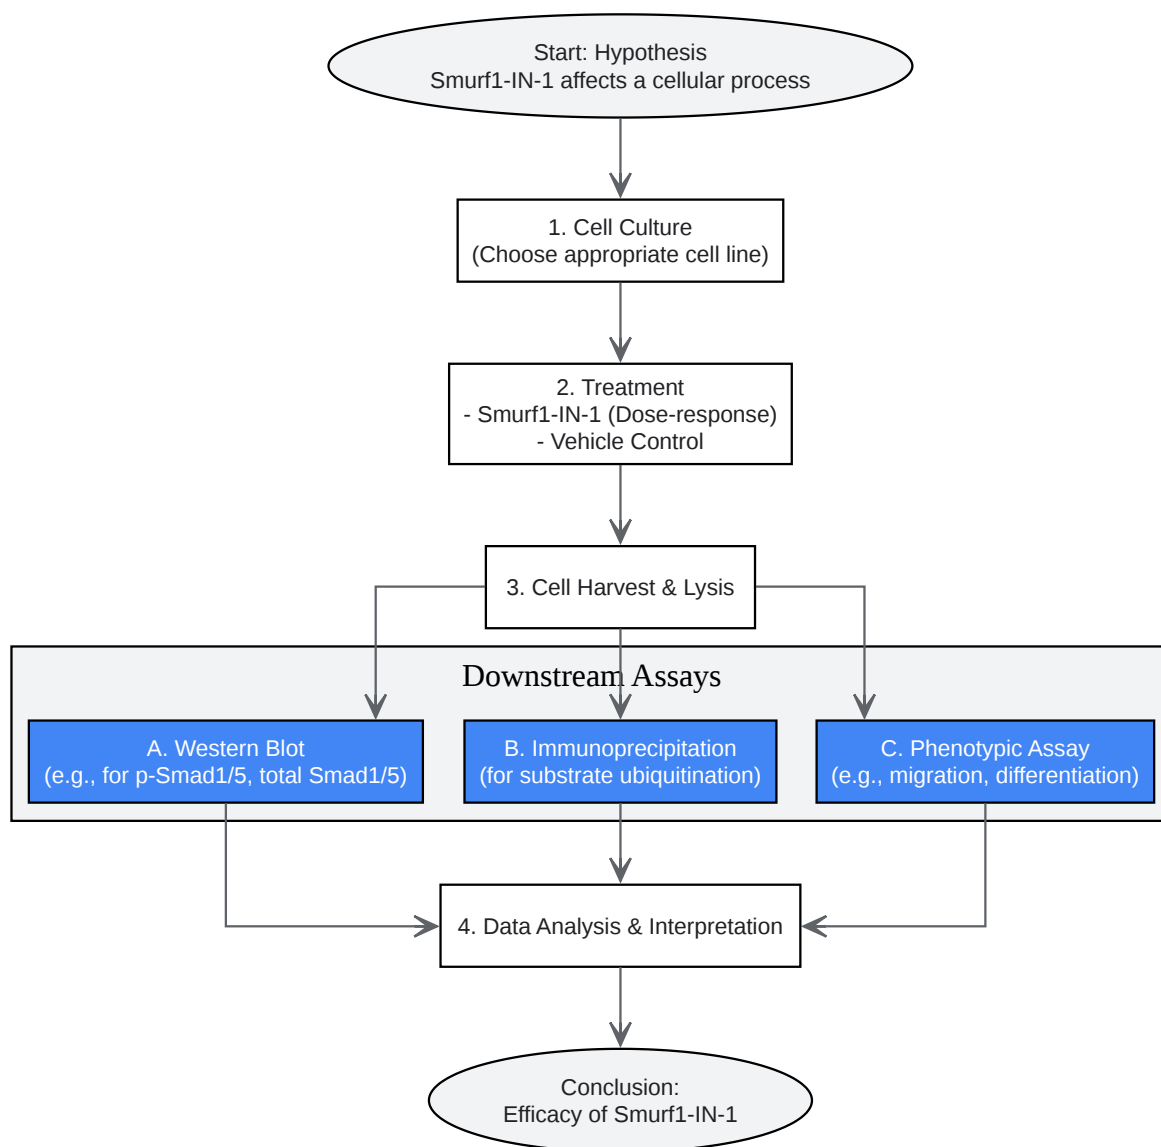 Start: Hypothesis
Smurf1-IN-1 affects a cellular process
1. Cell Culture
(Choose appropriate cell line)
2. Treatment
- Smurf1-IN-1 (Dose-response)
- Vehicle Control
3. Cell Harvest & Lysis
Downstream Assays
A. Western Blot
(e.g., for p-Smad1/5, total Smad1/5)
B. Immunoprecipitation
(for substrate ubiquitination)
C. Phenotypic Assay
(e.g., migration, differentiation)
4. Data Analysis & Interpretation
Conclusion:
Efficacy of Smurf1-IN-1